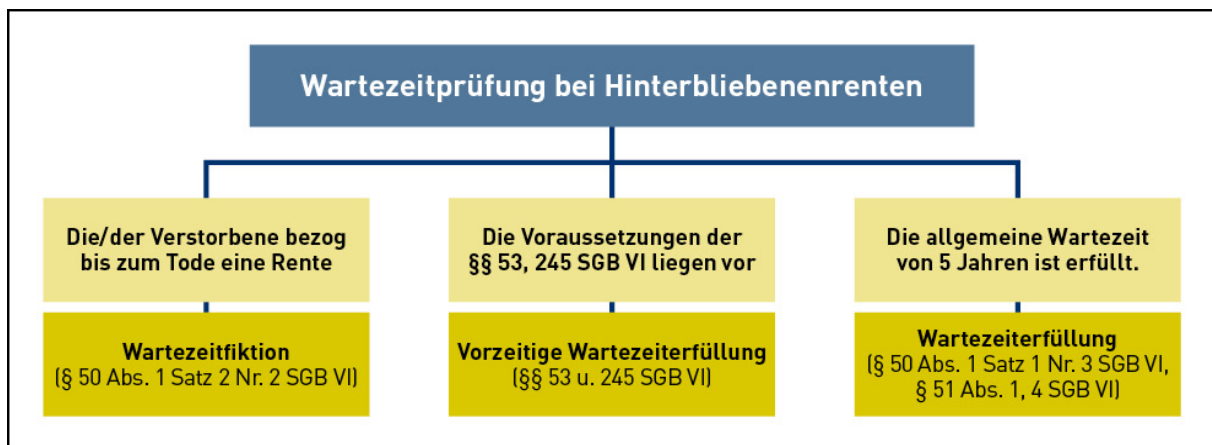 Wartezeitprüfung bei Hinterbliebenenrenten
Die/der Verstorbene bezog
bis zum Tode eine Rente
Wartezeitfiktion
(§ 50 Abs. 1 Satz 2 Nr. 2 SGB VI)
Die Voraussetzungen der
§§ 53, 245 SGB VI liegen vor
Vorzeitige Wartezeiterfüllung
(§§ 53 u. 245 SGB VI)
Die allgemeine Wartezeit
von 5 Jahren ist erfüllt.
Wartezeiterfüllung
(§ 50 Abs. 1 Satz 1 Nr. 3 SGB VI,
§ 51 Abs. 1, 4 SGB VI)